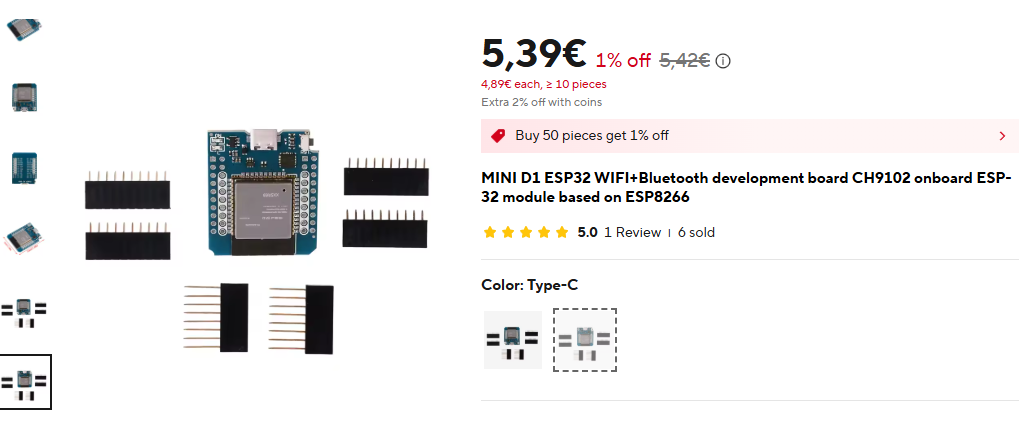 5,39€ 1% off 5,42€
4,89€ each, ≥ 10 pieces
Extra 2% off with coins
Buy 50 pieces get 1% off
MINI D1 ESP32 WIFI+Bluetooth development board CH9102 onboard ESP-
32 module based on ESP8266
5.0 1 Review | 6 sold
Color: Type-C